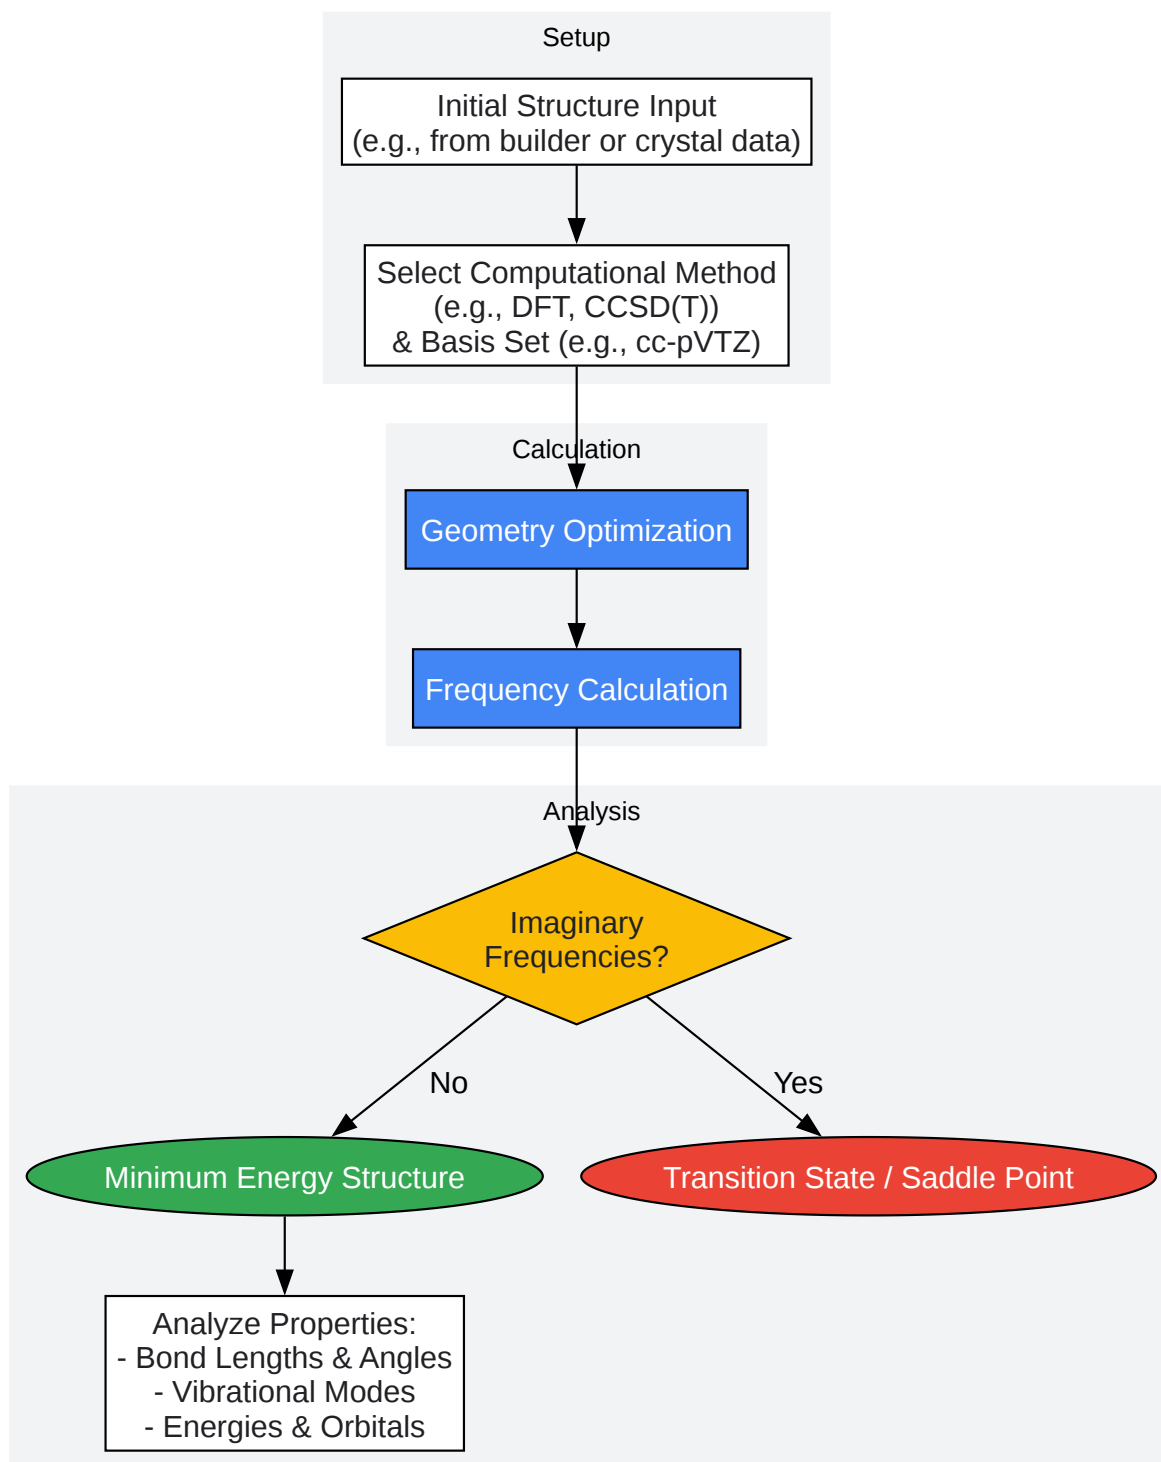 Setup
Initial Structure Input
(e.g., from builder or crystal data)
Select Computational Method
(e.g., DFT, CCSD(T))
& Basis Set (e.g., cc-pVTZ)
Calculation
Geometry Optimization
Frequency Calculation
Analysis
Imaginary
Frequencies?
No
Yes
Minimum Energy Structure
Transition State / Saddle Point
Analyze Properties:
- Bond Lengths & Angles
- Vibrational Modes
- Energies & Orbitals